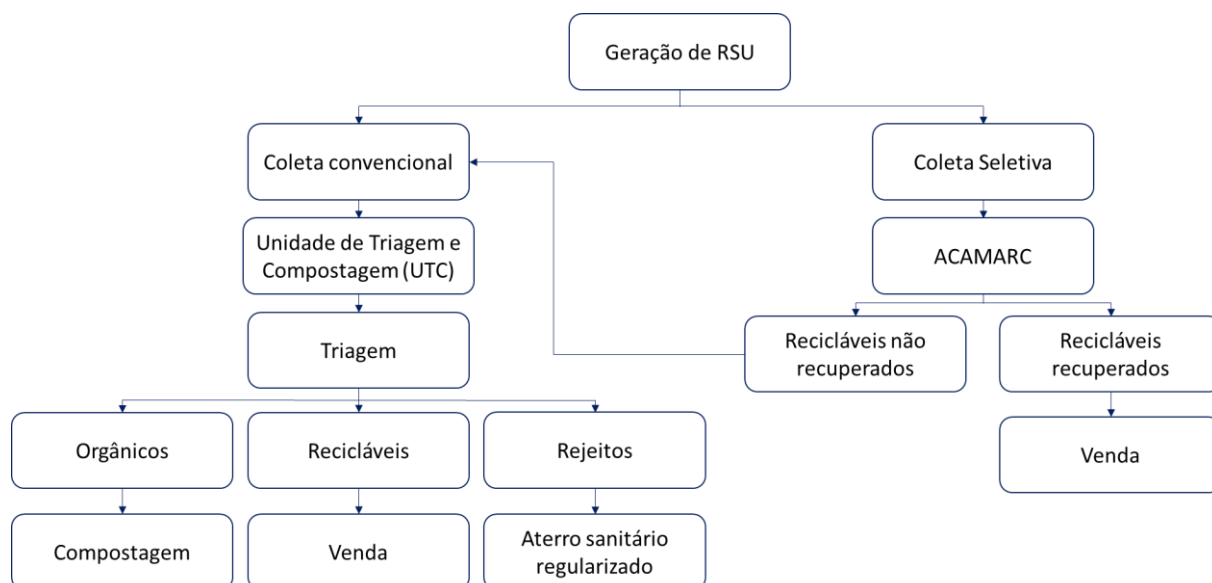 Geração de RSU
Coleta convencional
Coleta Seletiva
Unidade de Triagem e
Compostagem (UTC)
ACAMARC
Triagem
Recicláveis não
recuperados
Recicláveis
recuperados
Orgânicos
Recicláveis
Rejeitos
Venda
Compostagem
Venda
Aterro sanitário
regularizado